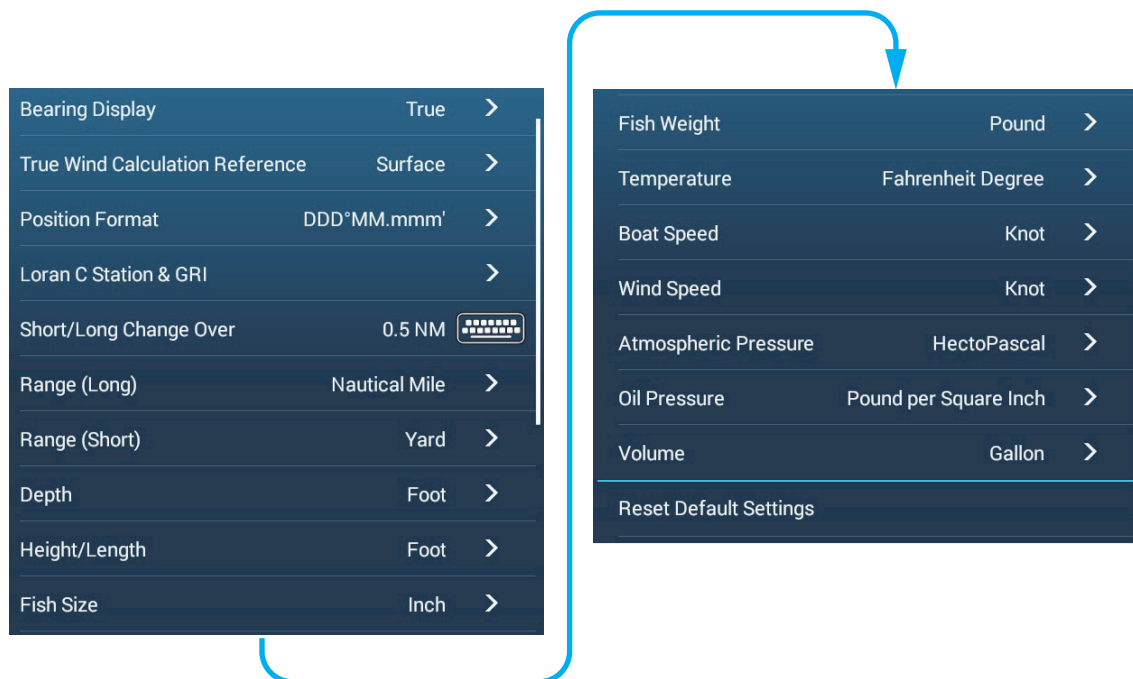 Bearing Display True
True Wind Calculation Reference Surface
Position Format DDD°MM.mmm'
Loran C Station & GRI
Short/Long Change Over 0.5 NM
Range (Long) Nautical Mile
Range (Short) Yard
Depth Foot
Height/Length Foot
Fish Size Inch
Fish Weight Pound
Temperature Fahrenheit Degree
Boat Speed Knot
Wind Speed Knot
Atmospheric Pressure HectoPascal
Oil Pressure Pound per Square Inch
Volume Gallon
Reset Default Settings